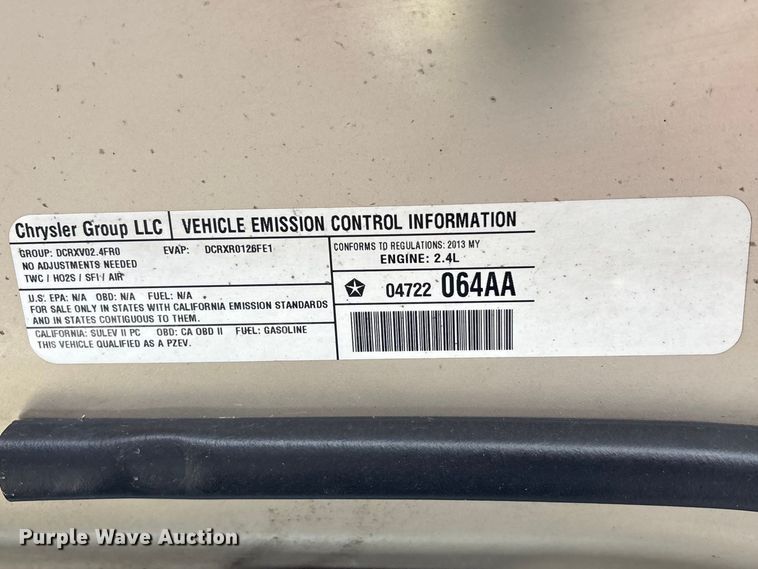 Chrysler Group LLC
VEHICLE EMISSION CONTROL INFORMATION
GROUP: DCRXV02.4FR0 EVAP: DCRXR0126FE1
NO ADJUSTMENTS NEEDED
TWC / HO2S / SFI / AIR
U.S. EPA: N/A OBD: N/A FUEL: N/A
FOR SALE ONLY IN STATES WITH CALIFORNIA EMISSION STANDARDS
AND IN STATES CONTIGUOUS TO THEM.
CALIFORNIA: SULEV II PC OBD: CA OBD II FUEL: GASOLINE
THIS VEHICLE QUALIFIED AS A PZEV.
CONFORMS TO REGULATIONS: 2013 MY
ENGINE: 2.4L
04722 064AA
Purple Wave Auction